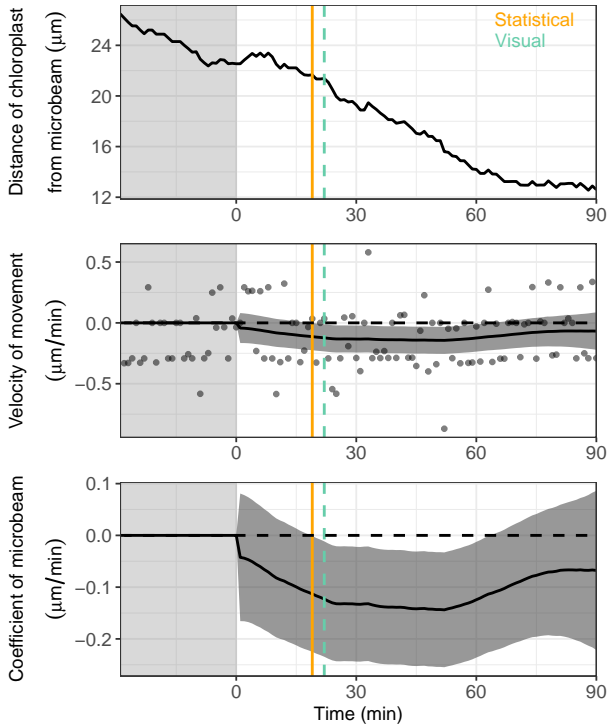 Distance of chloroplast
from microbeam (μm)
24
20
16
12
Statistical
Visual
0
30
60
90
Velocity of movement
(μm/min)
0.5
0.0
−0.5
0
30
60
90
Coefficient of microbeam
(μm/min)
0.1
0.0
−0.1
−0.2
0
30
60
90
Time (min)